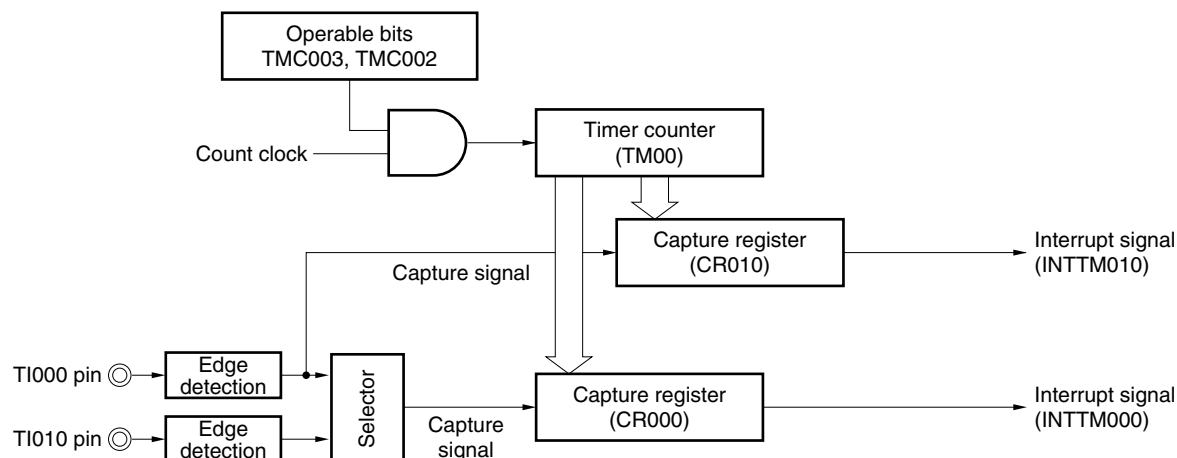 Operable bits
TMC003, TMC002
Count clock
Timer counter
(TM00)
Capture register
(CR010)
Interrupt signal
(INTTM010)
Capture signal
TI000 pin
Edge
detection
Selector
Capture register
(CR000)
Interrupt signal
(INTTM000)
TI010 pin
Edge
detection
Capture
signal